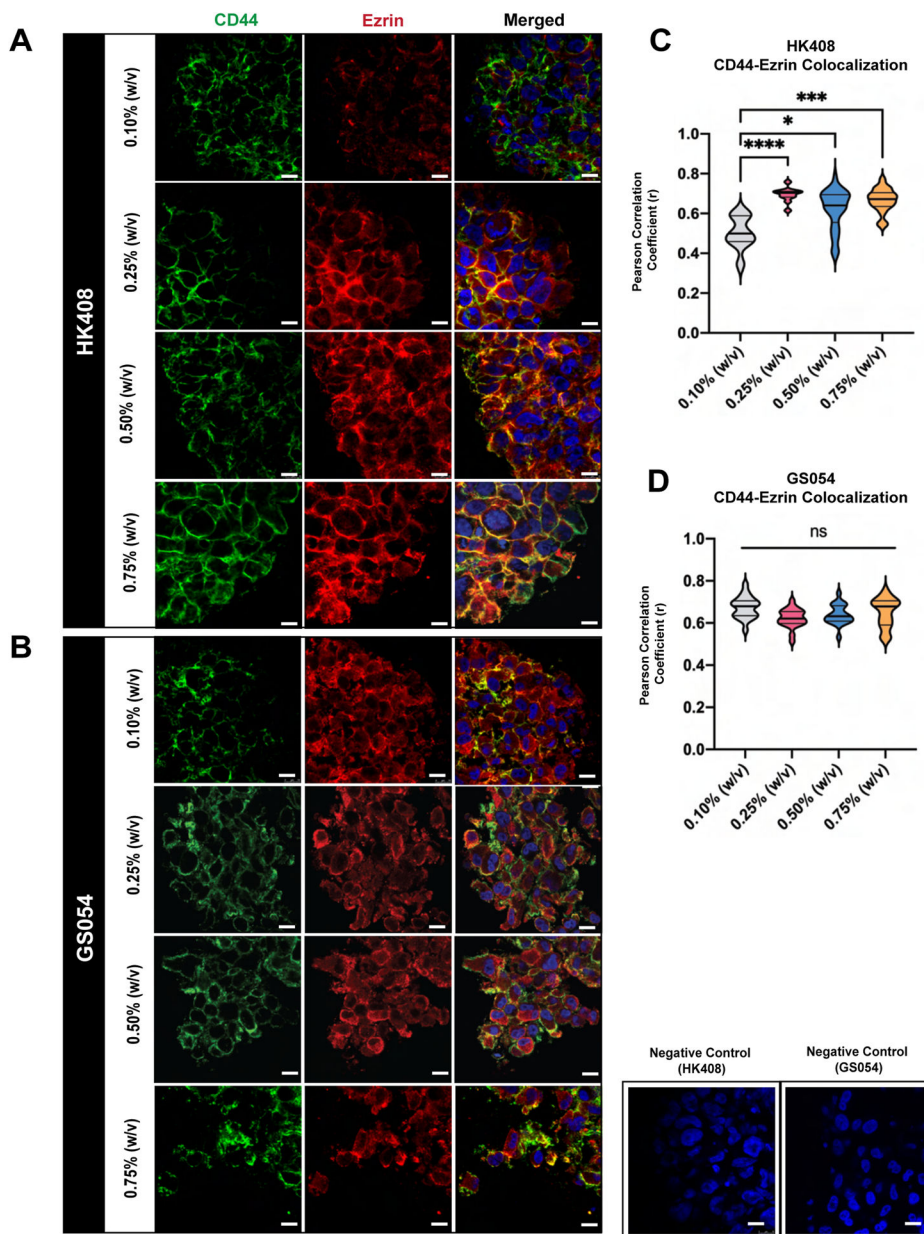 CD44 Ezrin Merged
A
HK408
0.10% (w/v)
0.25% (w/v)
0.50% (w/v)
0.75% (w/v)
B
GS054
0.10% (w/v)
0.25% (w/v)
0.50% (w/v)
0.75% (w/v)
C
HK408
CD44-Ezrin Colocalization
***
*
****
Pearson Correlation
Coefficient (r)
1.0
0.8
0.6
0.4
0.2
0.0
0.10% (w/v)
0.25% (w/v)
0.50% (w/v)
0.75% (w/v)
D
GS054
CD44-Ezrin Colocalization
ns
Pearson Correlation
Coefficient (r)
1.0
0.8
0.6
0.4
0.2
0.0
0.10% (w/v)
0.25% (w/v)
0.50% (w/v)
0.75% (w/v)
Negative Control
(HK408)
Negative Control
(GS054)